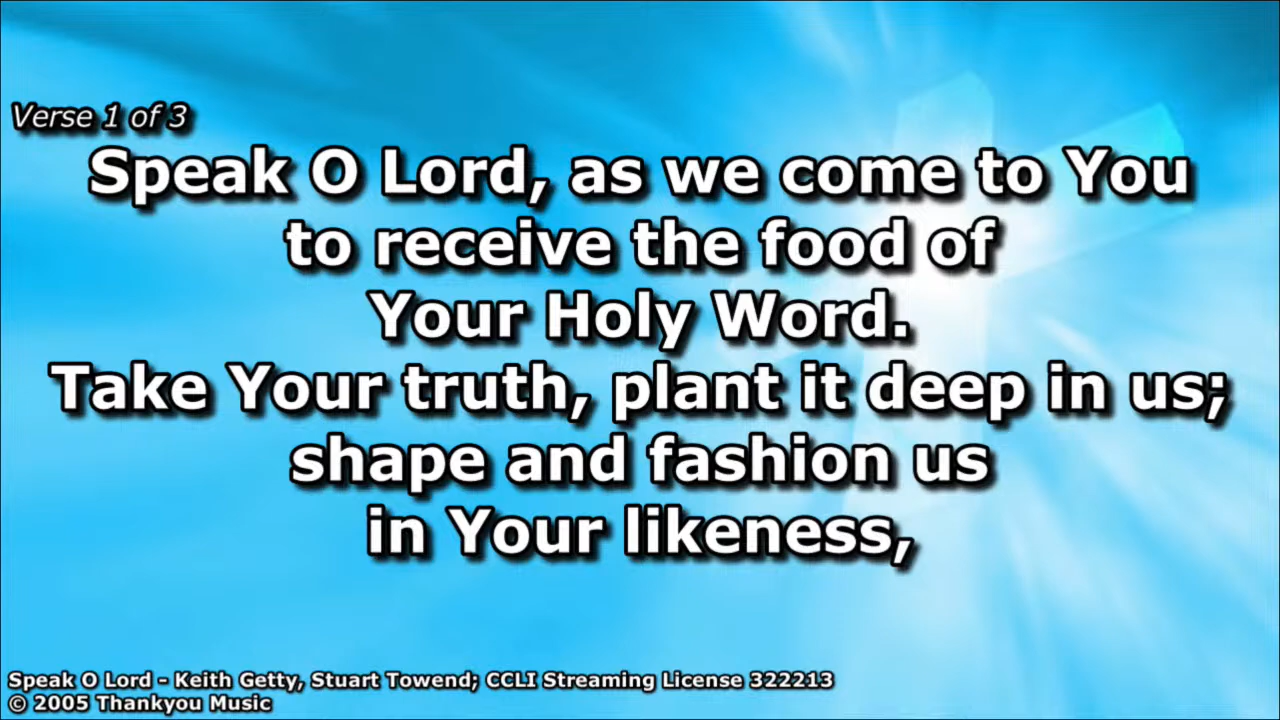 Verse 1 of 3
Speak O Lord, as we come to You
to receive the food of
Your Holy Word.
Take Your truth, plant it deep in us;
shape and fashion us
in Your likeness,
Speak O Lord - Keith Getty, Stuart Towend; CCLI Streaming License 322213
© 2005 Thankyou Music